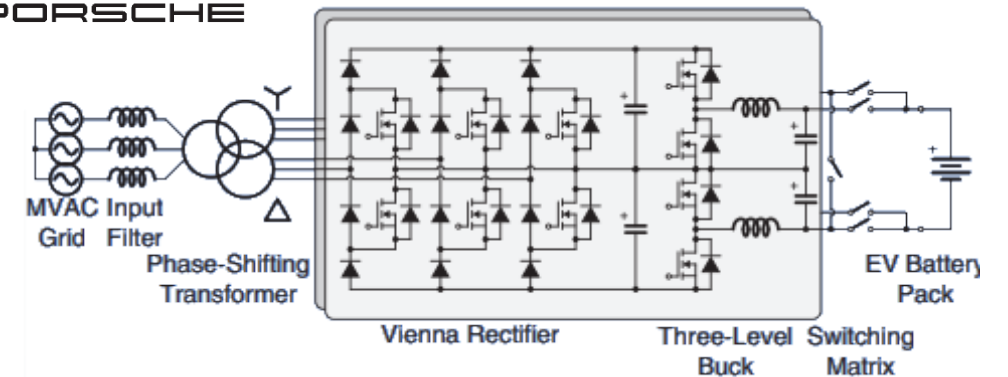 PORSCHE
MVAC Input
Grid Filter
Phase-Shifting
Transformer
Vienna Rectifier
Three-Level
Buck
Switching
Matrix
EV Battery
Pack